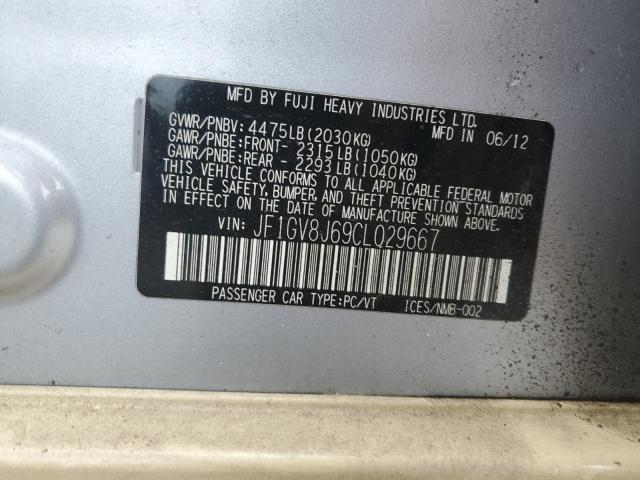 MFD BY FUJI HEAVY INDUSTRIES LTD.
GVWR/PNBV: 4475LB(2030KG) MFD IN 06/12
GAWR/PNBE:FRONT- 2315LB(1050KG)
GAWR/PNBE:REAR - 2293LB(1040KG)
THIS VEHICLE CONFORMS TO ALL APPLICABLE FEDERAL MOTOR
VEHICLE SAFETY, BUMPER, AND THEFT PREVENTION STANDARDS
IN EFFECT ON THE DATE OF MANUFACTURE SHOWN ABOVE.
VIN: JF1GV8J69CL029667
PASSENGER CAR TYPE:PC/VT ICES/NMB-002